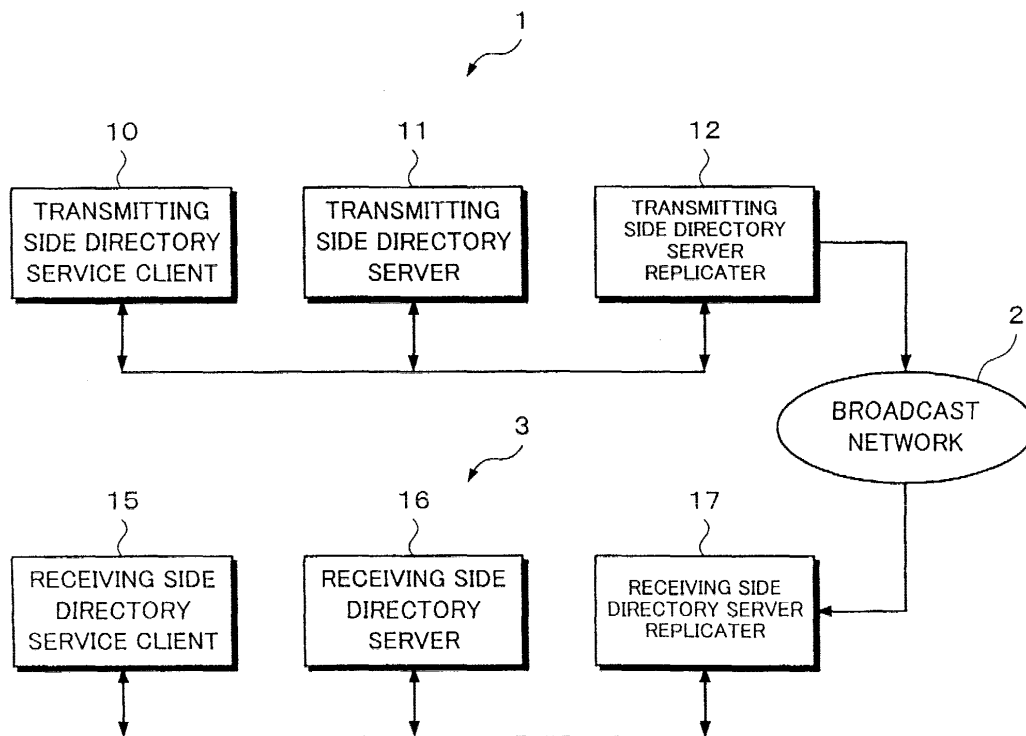 1
10
11
12
TRANSMITTING
SIDE DIRECTORY
SERVICE CLIENT
TRANSMITTING
SIDE DIRECTORY
SERVER
TRANSMITTING
SIDE DIRECTORY
SERVER
REPLICATER
2
BROADCAST
NETWORK
3
15
16
17
RECEIVING SIDE
DIRECTORY
SERVICE CLIENT
RECEIVING SIDE
DIRECTORY
SERVER
RECEIVING SIDE
DIRECTORY SERVER
REPLICATER